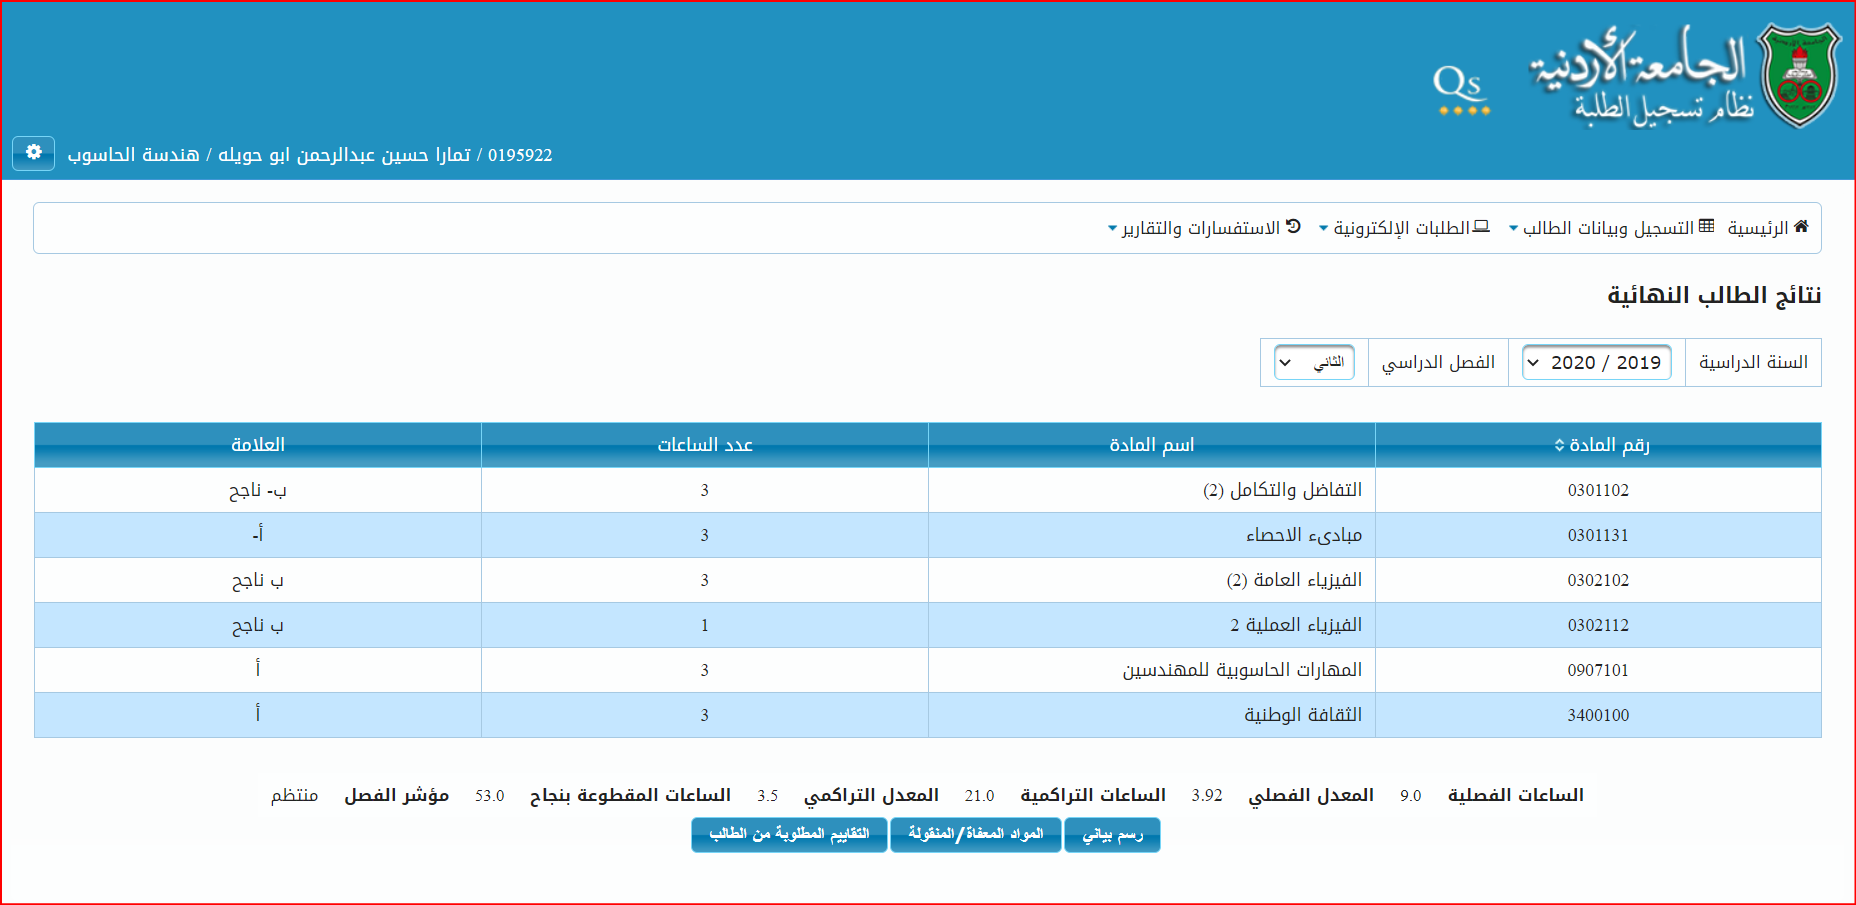 الجامعة الأردنية
نظام تسجيل الطلبة
QS
0195922 / تمارا حسين عبدالرحمن ابو حويله / هندسة الحاسوب
الرئيسية التسجيل وبيانات الطالب الطلبات الإلكترونية الاستفسارات والتقارير
نتائج الطالب النهائية
السنة الدراسية 2019 / 2020 الفصل الدراسي الثاني
رقم المادة اسم المادة عدد الساعات العلامة
0301102 التفاضل والتكامل (2) 3 ب- ناجح
0301131 مبادىء الاحصاء 3 أ-
0302102 الفيزياء العامة (2) 3 ب ناجح
0302112 الفيزياء العملية 2 1 ب ناجح
0907101 المهارات الحاسوبية للمهندسين 3 أ
3400100 الثقافة الوطنية 3 أ
الساعات الفصلية 9.0 المعدل الفصلي 3.92 الساعات التراكمية 21.0 المعدل التراكمي 3.5 الساعات المقطوعة بنجاح 53.0 مؤشر الفصل منتظم
رسم بياني المواد المعفاة/المنقولة التقاييم المطلوبة من الطالب